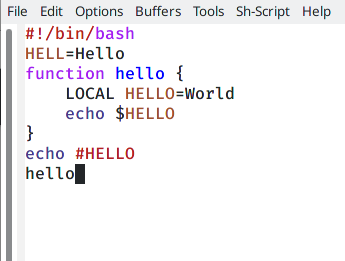 File Edit Options Buffers Tools Sh-Script Help
#!/bin/bash
HELL=Hello
function hello {
    LOCAL HELLO=World
    echo $HELLO
}
echo #HELLO
hello